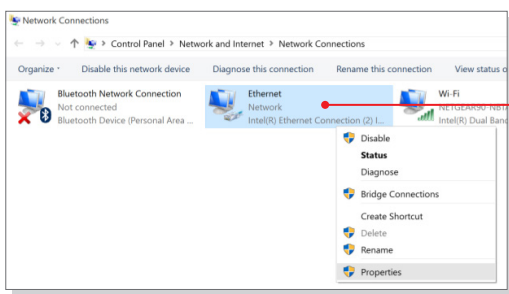 Network Connections
Control Panel > Network and Internet > Network Connections
Organize Disable this network device Diagnose this connection Rename this connection View status o
Bluetooth Network Connection
Not connected
Bluetooth Device (Personal Area ...
Ethernet
Network
Intel(R) Ethernet Connection (2) I...
Wi-Fi
Intel(R) Dual Band
Disable
Status
Diagnose
Bridge Connections
Create Shortcut
Delete
Rename
Properties